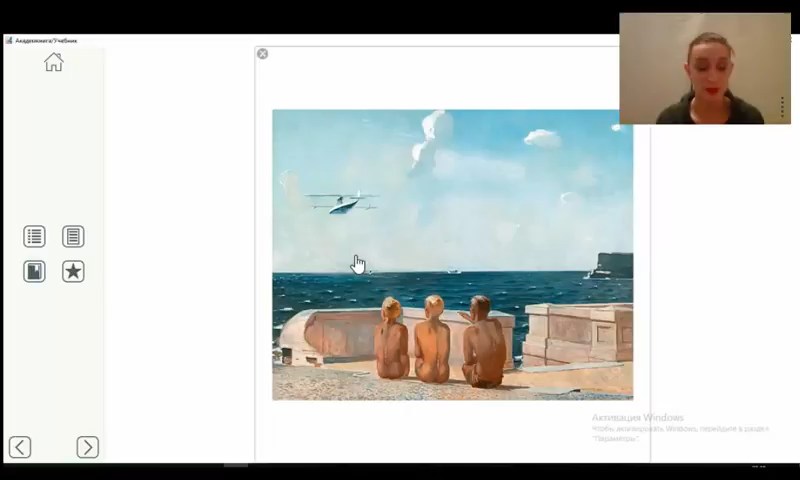 Академкнига/Учебник
Активация Windows
Чтобы активировать Windows, перейдите в раздел
"Параметры".